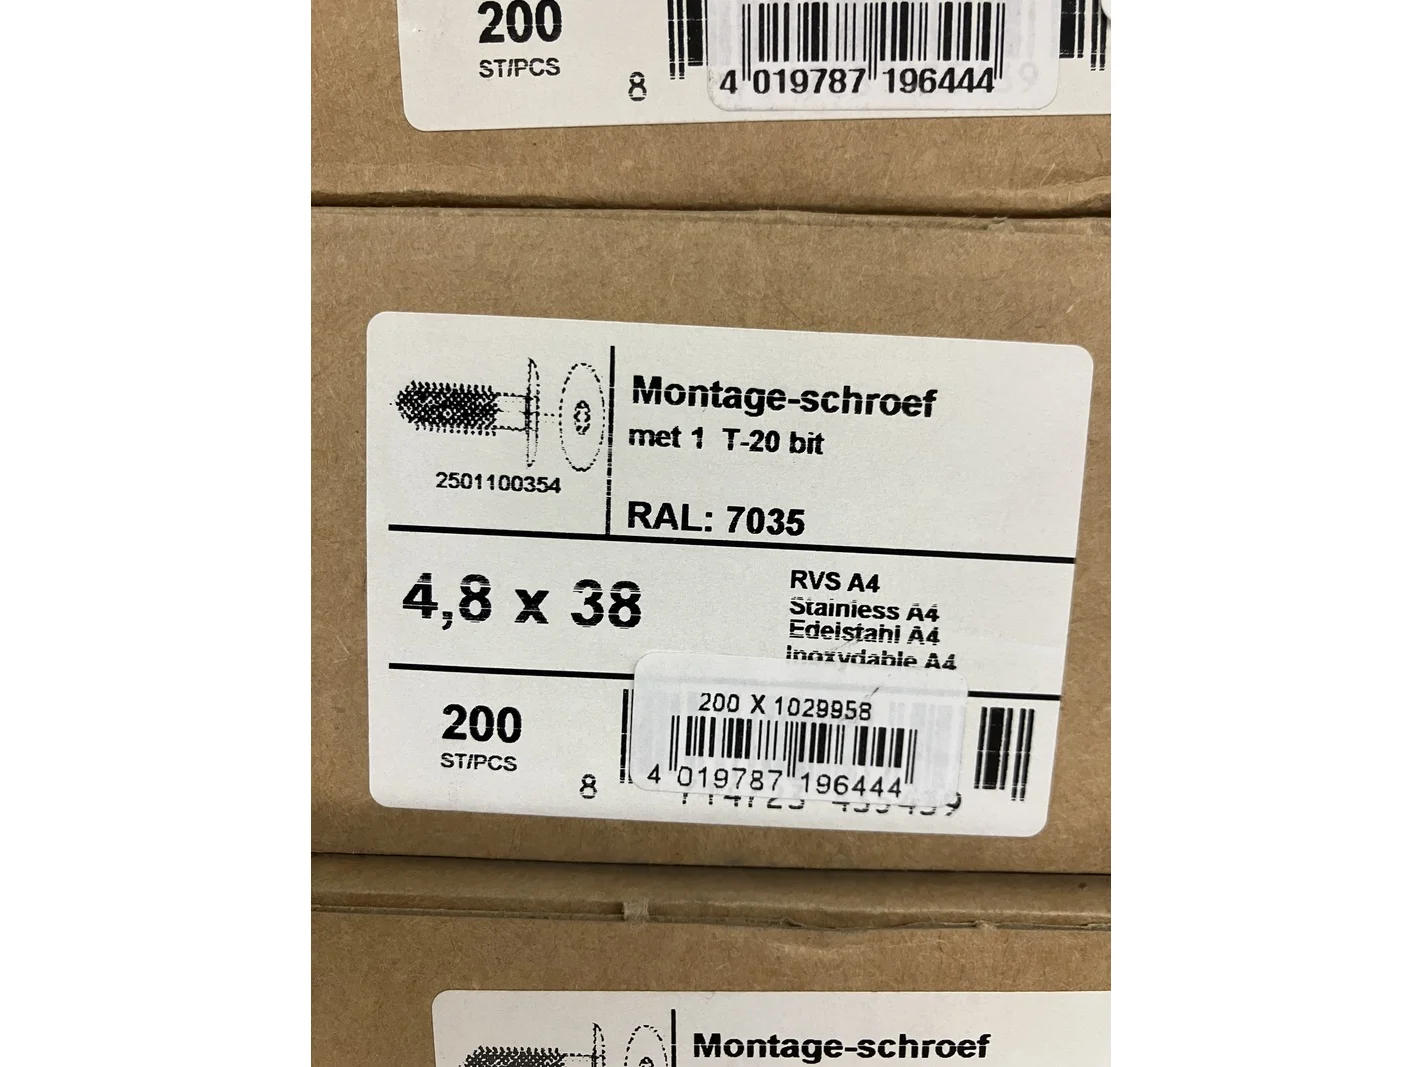 200
ST/PCS
8
4 019787 196444
Montage-schroef
met 1 T-20 bit
2501100354
RAL: 7035
4,8 x 38
RVS A4
Stainless A4
Edelstahl A4
Inoxydable A4
200
ST/PCS
200 X 1029958
4 019787 196444
8
Montage-schroef